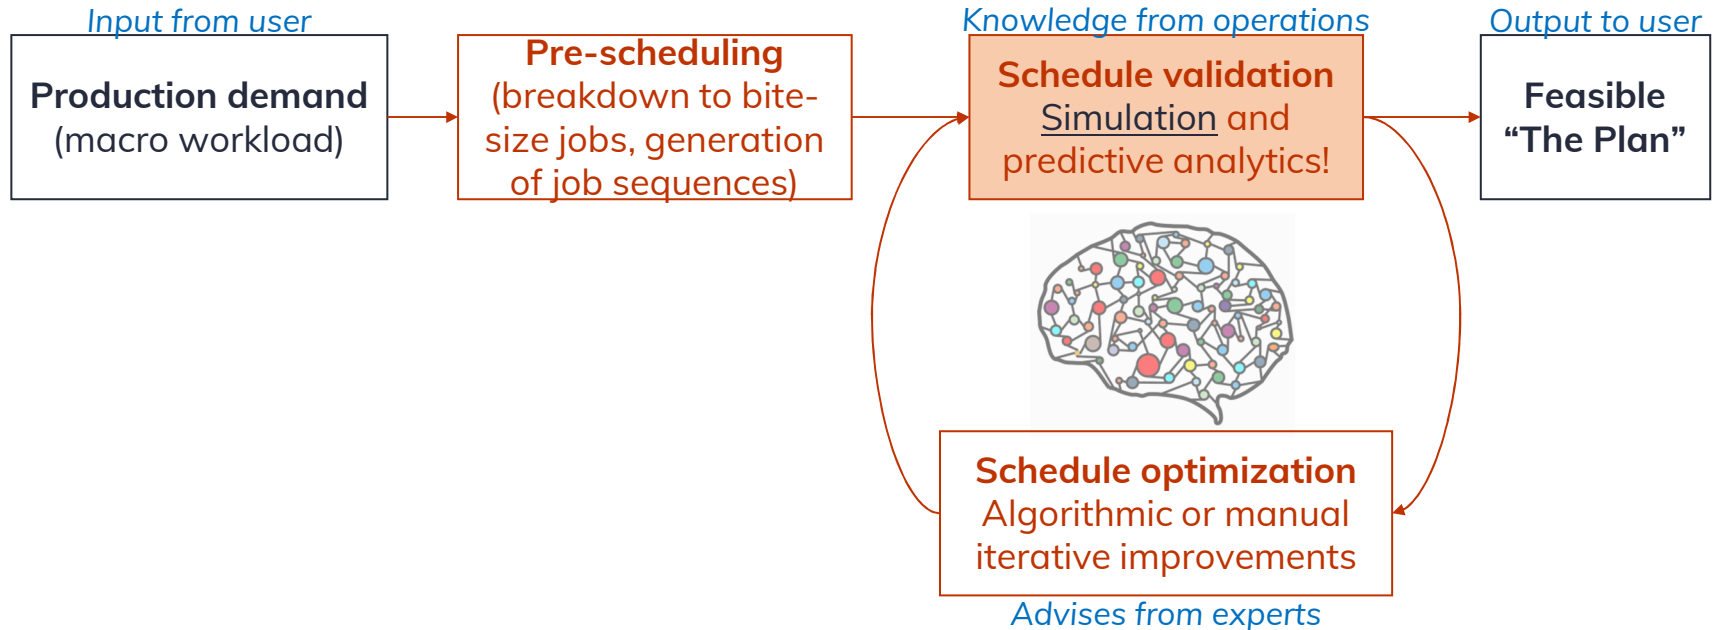 Input from user
Production demand
(macro workload)
Pre-scheduling
(breakdown to bite-
size jobs, generation
of job sequences)
Knowledge from operations
Schedule validation
Simulation and
predictive analytics!
Output to user
Feasible
“The Plan”
Schedule optimization
Algorithmic or manual
iterative improvements
Advises from experts